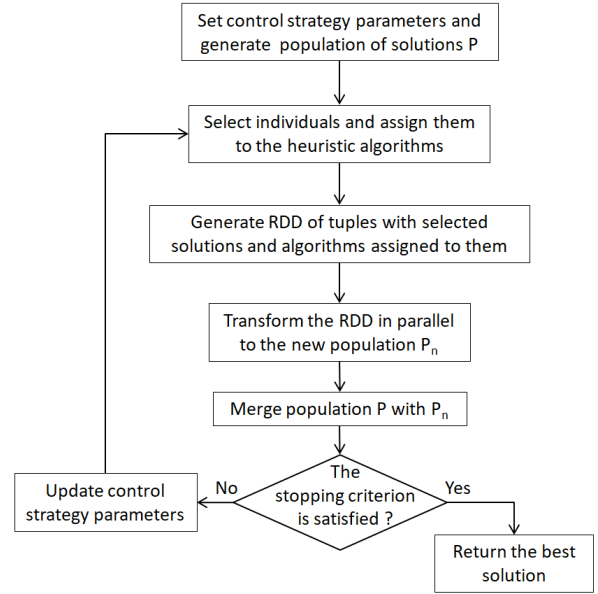 Set control strategy parameters and
generate population of solutions P
Select individuals and assign them
to the heuristic algorithms
Generate RDD of tuples with selected
solutions and algorithms assigned to them
Transform the RDD in parallel
to the new population Pn
Merge population P with Pn
The
stopping criterion
is satisfied ?
No
Yes
Update control
strategy parameters
Return the best
solution